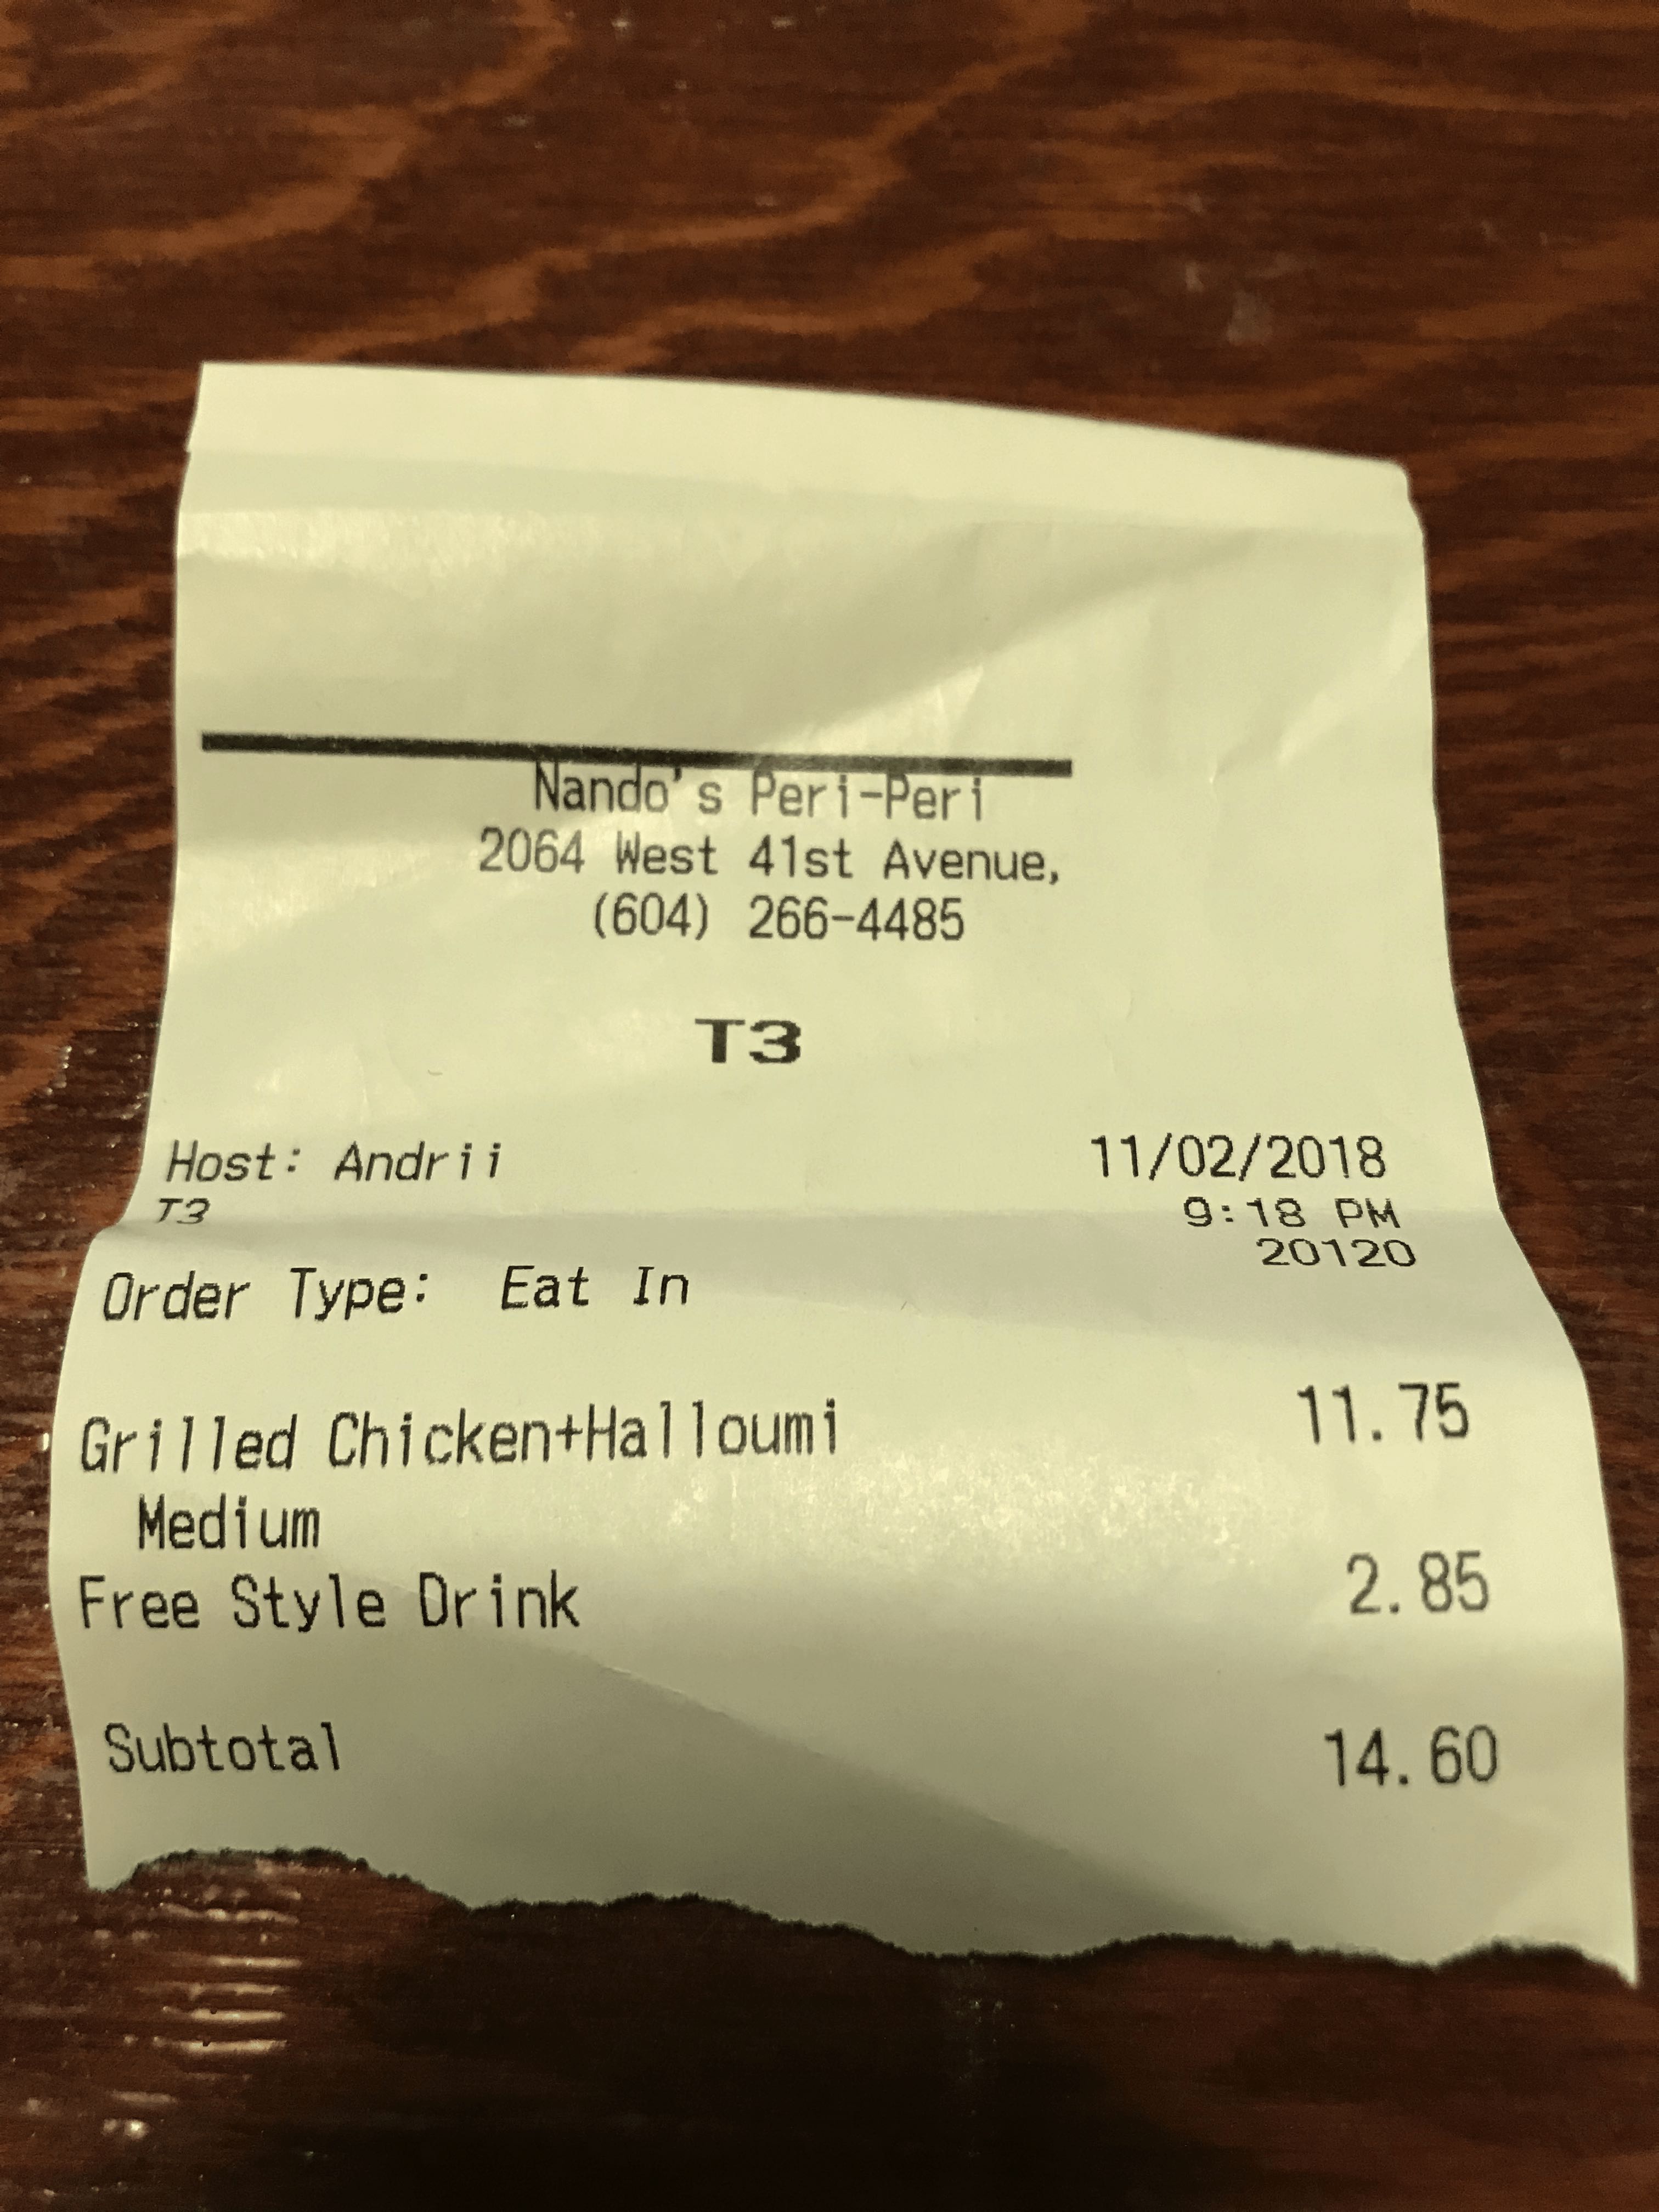 Nando's Peri-Peri
2064 West 41st Avenue,
(604) 266-4485
T3
Host: Andrii 11/02/2018
T3 9:18 PM
20120
Order Type: Eat In
Grilled Chicken+Halloumi 11.75
Medium
Free Style Drink 2.85
Subtotal 14.60